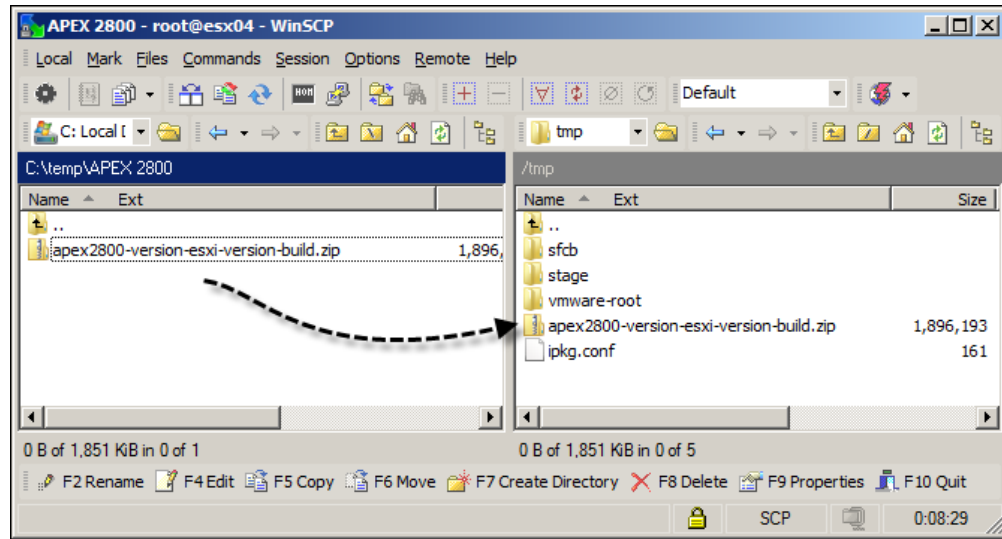 APEX 2800 - root@esx04 - WinSCP
Local Mark Files Commands Session Options Remote Help
Default
C: Local
tmp
C:\temp\APEX 2800
/tmp
Name Ext
Name Ext Size
..
..
apex2800-version-esxi-version-build.zip 1,896,
sfcb
stage
vmware-root
apex2800-version-esxi-version-build.zip 1,896,193
ipkg.conf 161
0 B of 1,851 KiB in 0 of 1
0 B of 1,851 KiB in 0 of 5
F2 Rename F4 Edit F5 Copy F6 Move F7 Create Directory F8 Delete F9 Properties F10 Quit
SCP 0:08:29